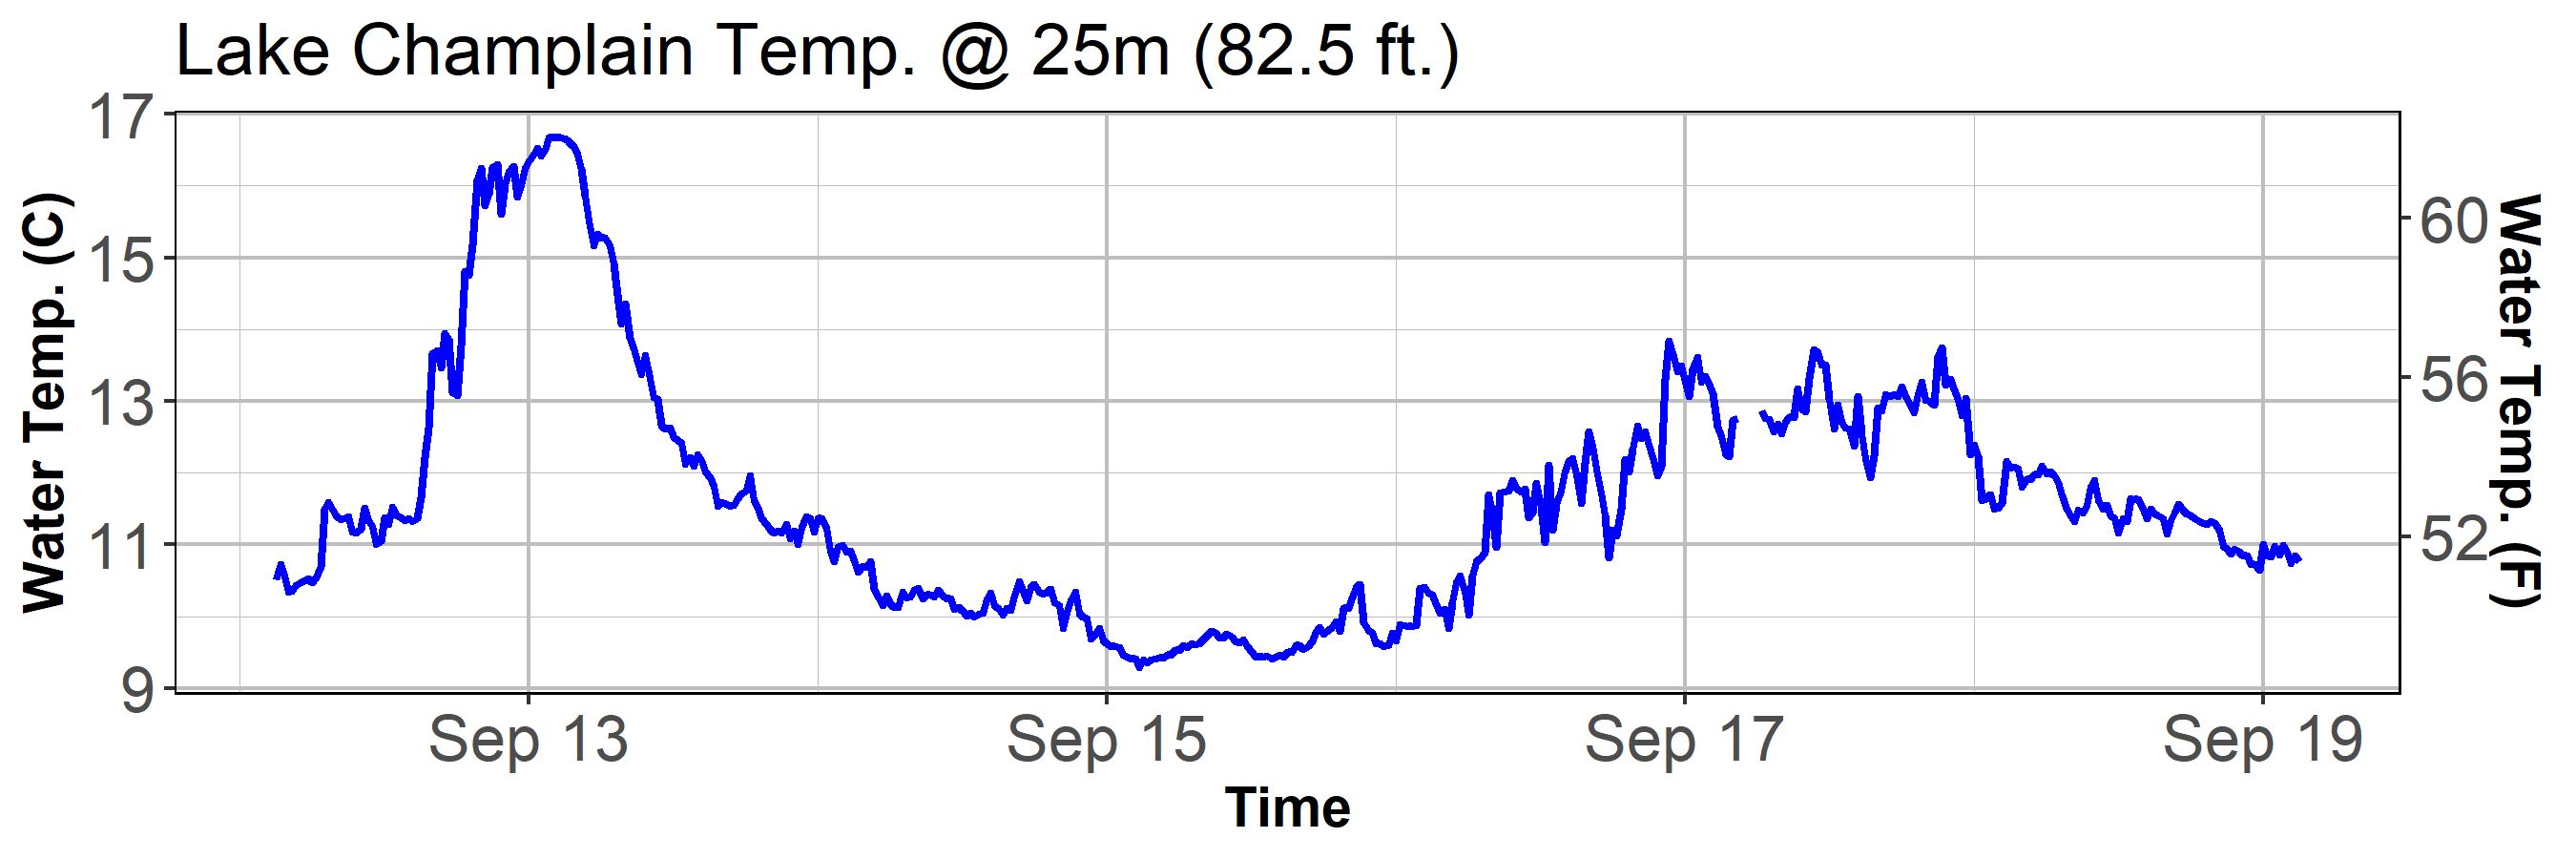 Lake Champlain Temp. @ 25m (82.5 ft.)
Water Temp. (C)
17
15
13
11
9
60
56
52
Water Temp. (F)
Sep 13 Sep 15 Sep 17 Sep 19
Time